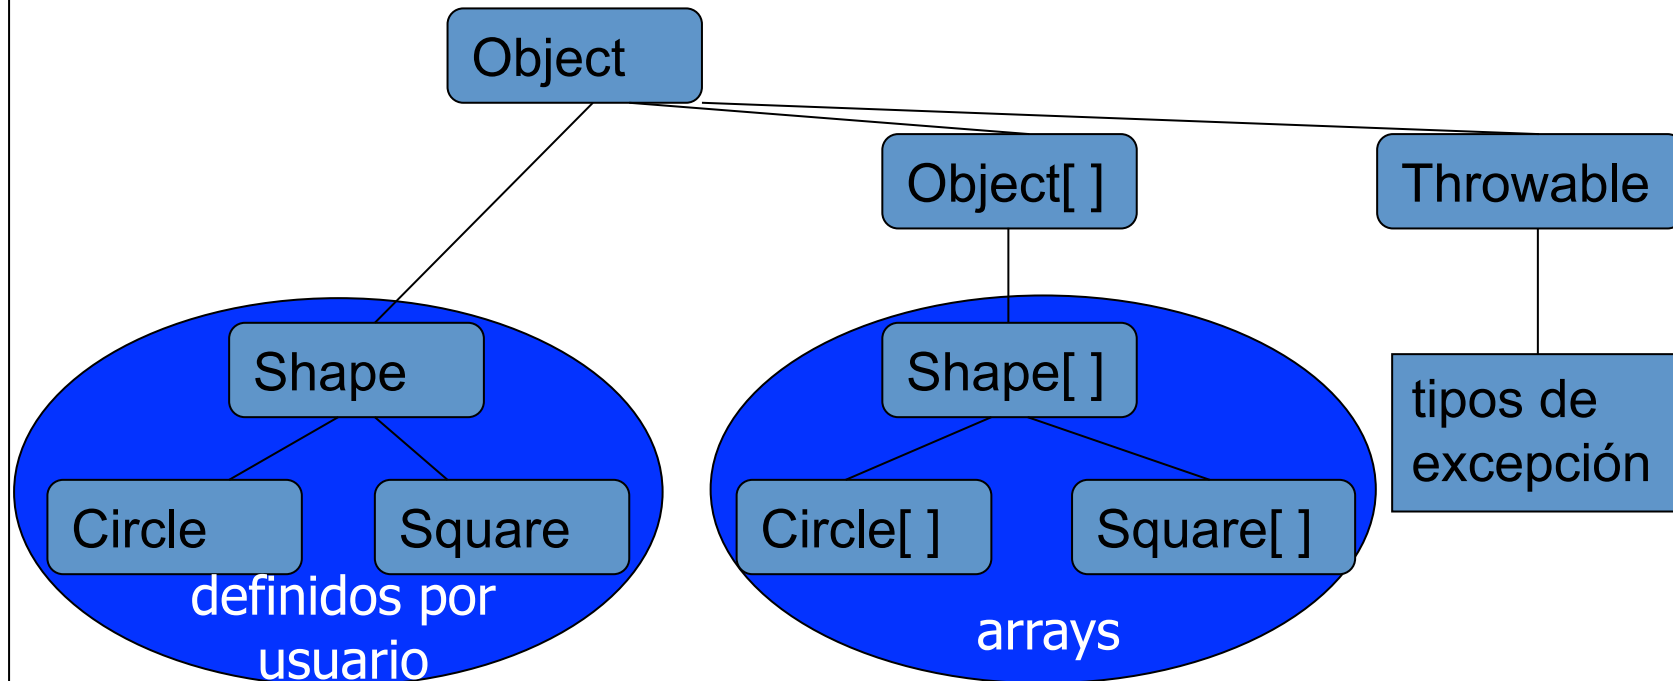 Object
Object[ ]
Throwable
Shape
Shape[ ]
tipos de
excepción
Circle
Square
Circle[ ]
Square[ ]
definidos por
usuario
arrays